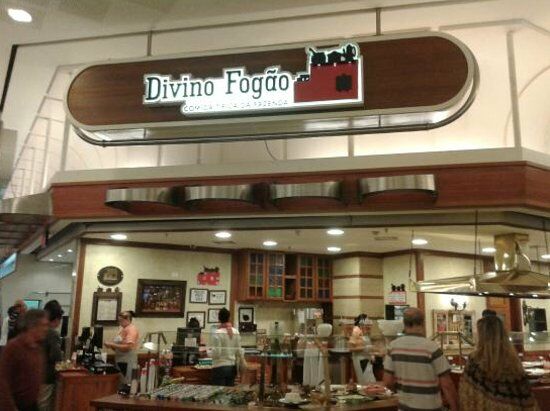 Divino Fogão
COMIDA TÍPICA DA FAZENDA